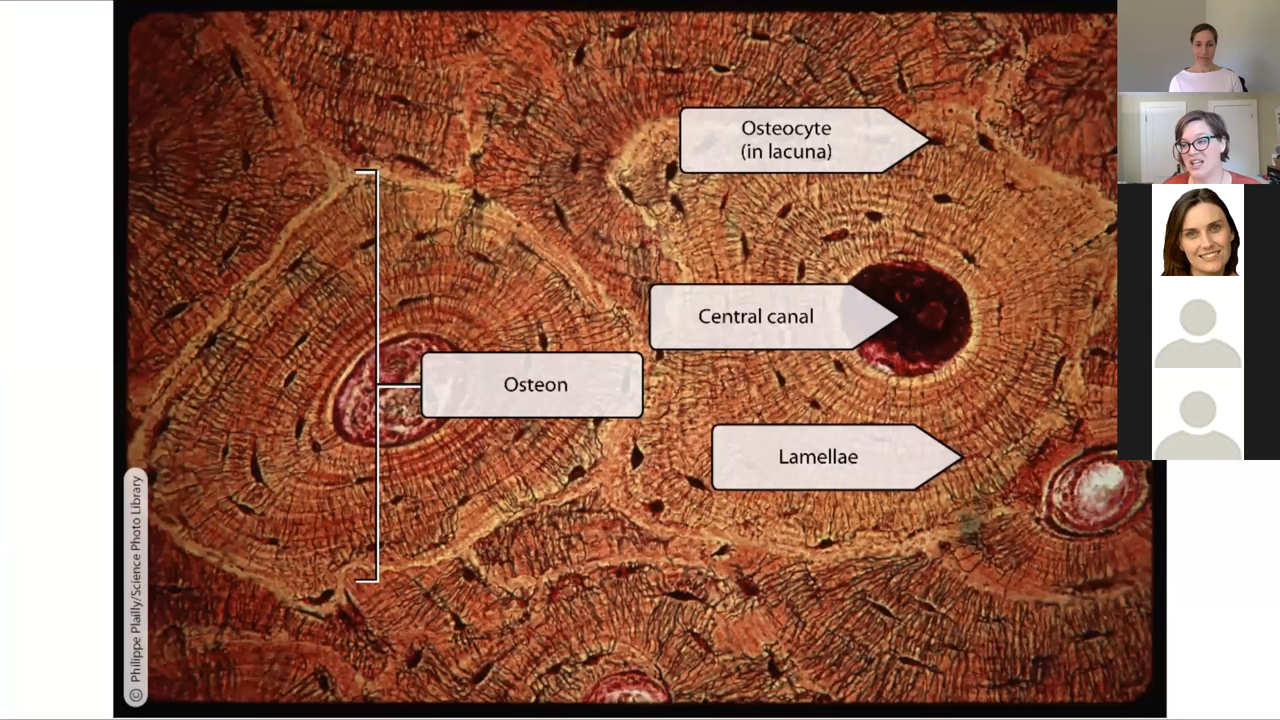 Osteocyte
(in lacuna)
Central canal
Osteon
Lamellae
© Philippe Plailly/Science Photo Library